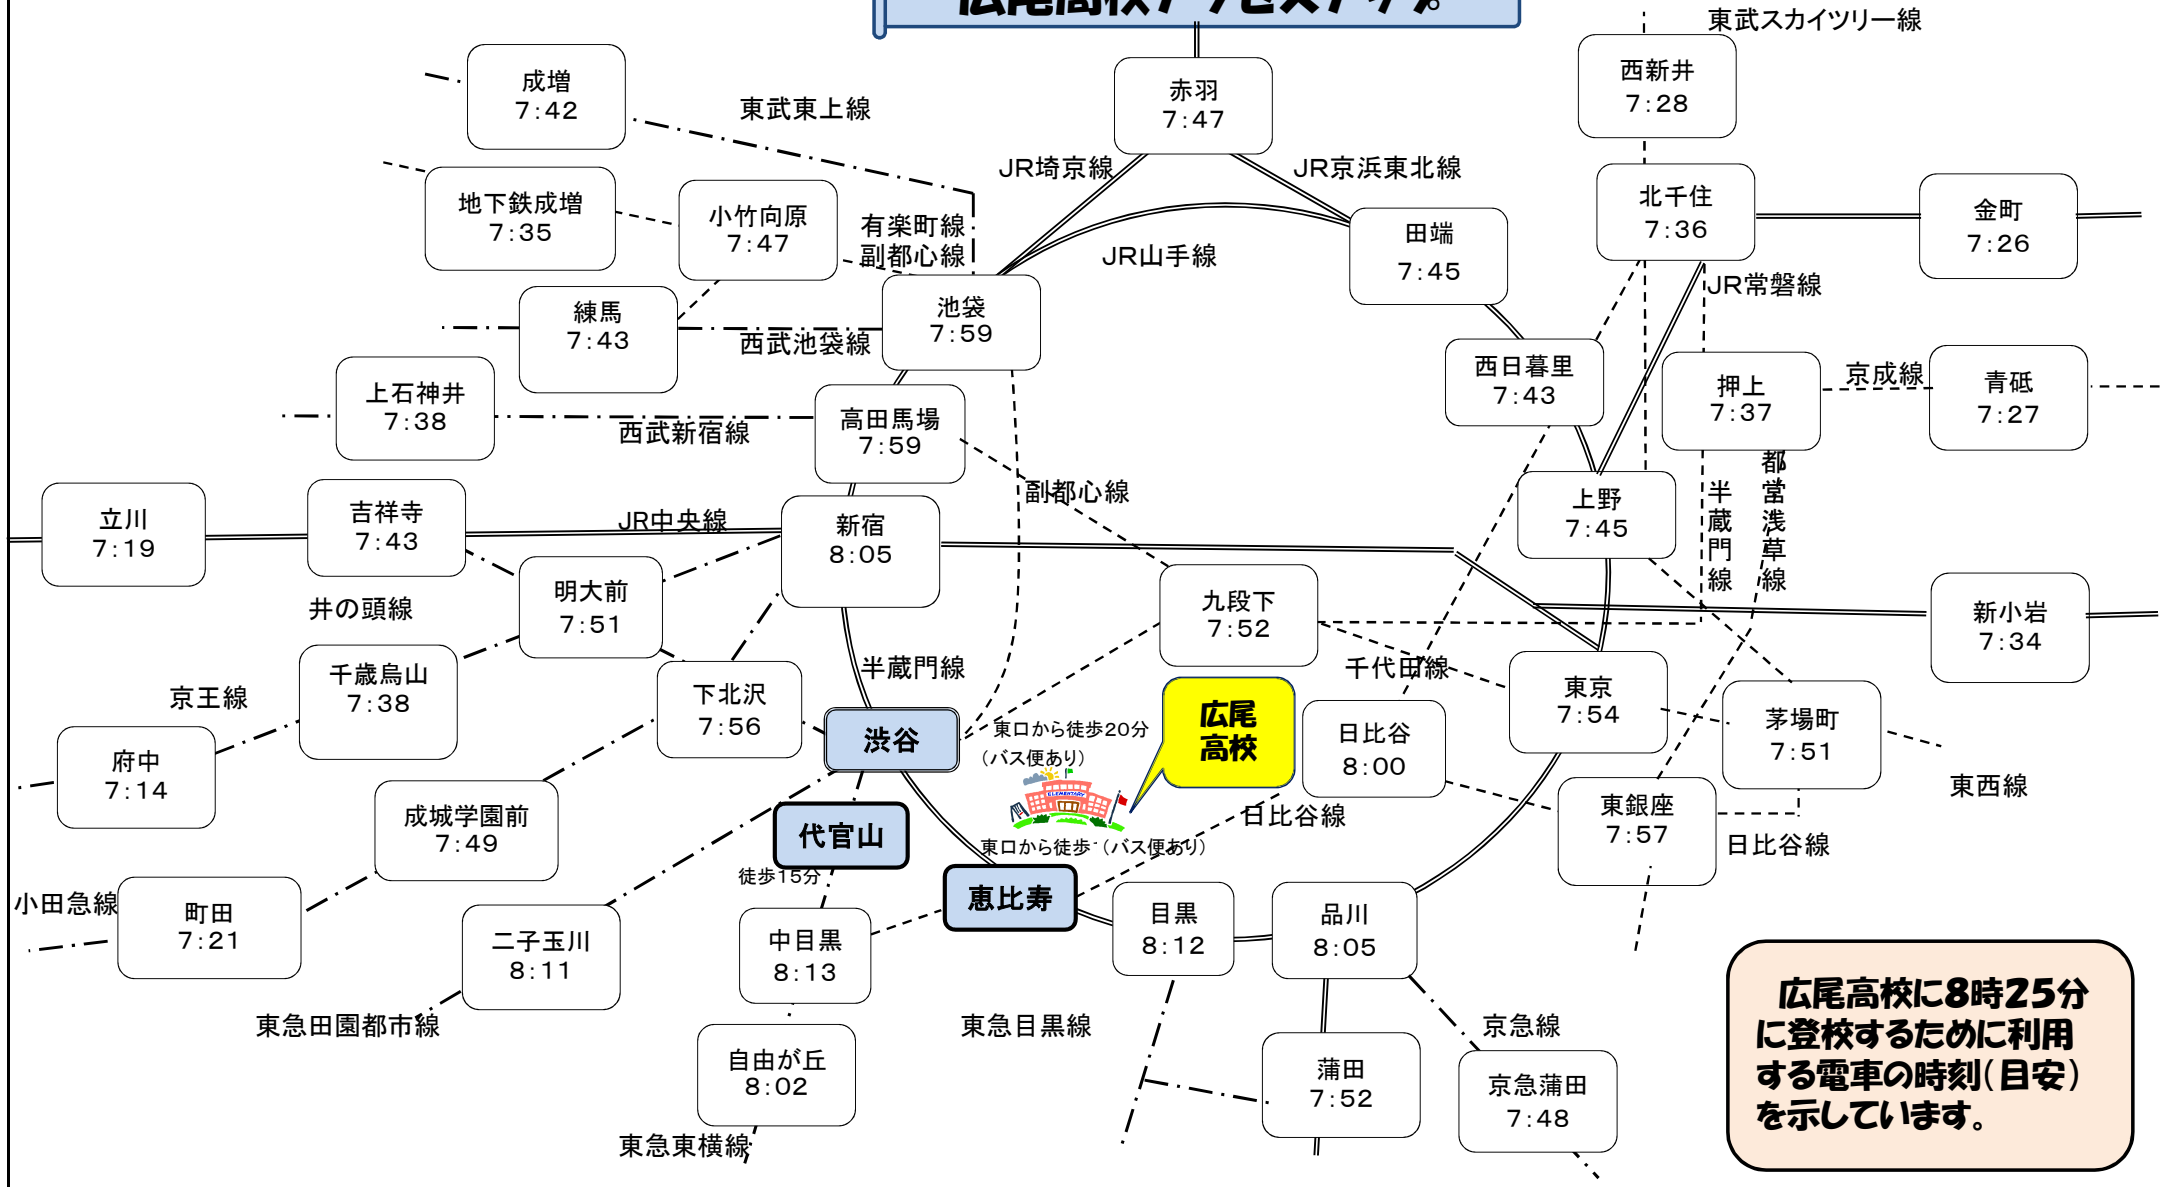 東武スカイツリー線
成増
7:42
東武東上線
赤羽
7:47
西新井
7:28
JR埼京線
JR京浜東北線
地下鉄成増
7:35
小竹向原
7:47
有楽町線
副都心線
JR山手線
田端
7:45
北千住
7:36
金町
7:26
JR常磐線
練馬
7:43
西武池袋線
池袋
7:59
西日暮里
7:43
押上
7:37
京成線
青砥
7:27
上石神井
7:38
西武新宿線
高田馬場
7:59
副都心線
上野
7:45
半蔵門線
都営浅草線
立川
7:19
吉祥寺
7:43
JR中央線
新宿
8:05
井の頭線
明大前
7:51
九段下
7:52
新小岩
7:34
千歳烏山
7:38
京王線
下北沢
7:56
半蔵門線
千代田線
東京
7:54
茅場町
7:51
府中
7:14
渋谷
東口から徒歩20分
(バス便あり)
広尾
高校
日比谷
8:00
東西線
ELEMENTARY
成城学園前
7:49
代官山
徒歩15分
東口から徒歩 (バス便あり)
日比谷線
東銀座
7:57
日比谷線
小田急線
町田
7:21
二子玉川
8:11
中目黒
8:13
恵比寿
目黒
8:12
品川
8:05
東急田園都市線
東急目黒線
京急線
自由が丘
8:02
蒲田
7:52
京急蒲田
7:48
東急東横線
広尾高校に8時25分
に登校するために利用
する電車の時刻(目安)
を示しています。